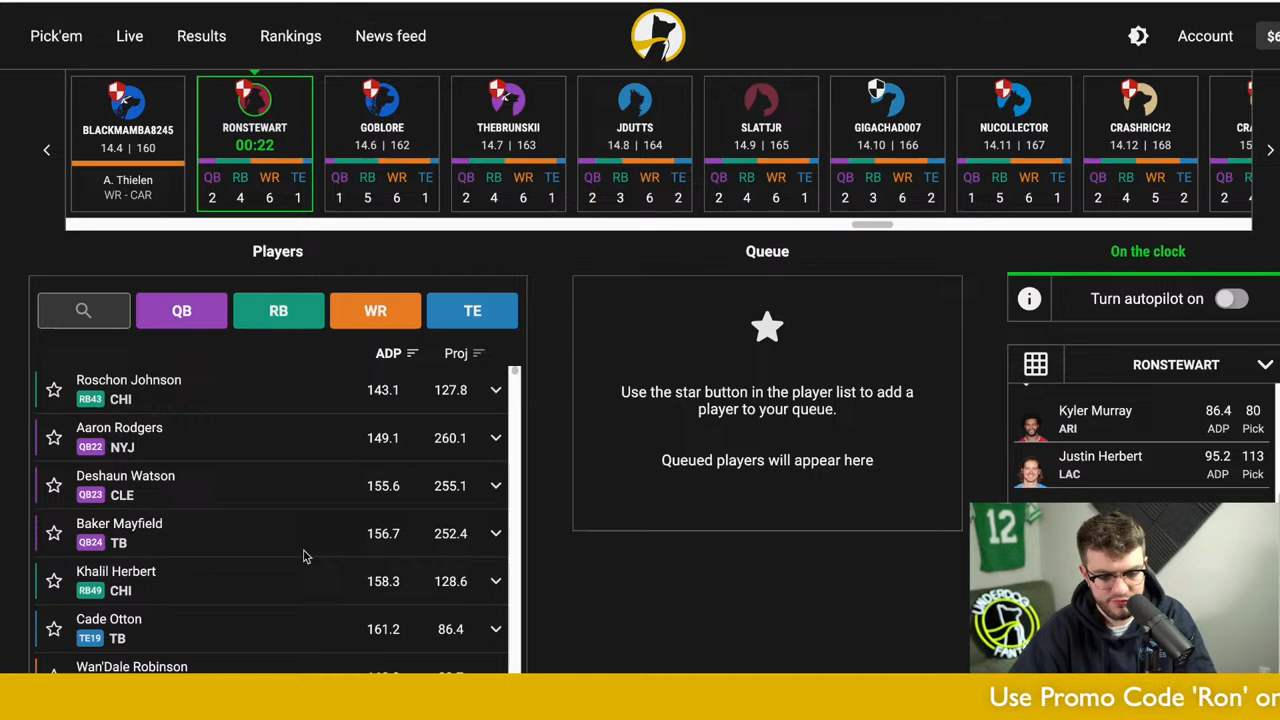 Pick'em Live Results Rankings News feed Account $6
BLACKMAMBA8245
14.4 | 160
A. Thielen
WR - CAR
RONSTEWART
00:22
QB RB WR TE
2 4 6 1
GOBLORE
14.6 | 162
QB RB WR TE
1 5 6 1
THEBRUNSKII
14.7 | 163
QB RB WR TE
2 4 5 1
JDUTTS
14.8 | 164
QB RB WR TE
2 3 6 2
SLATTJR
14.9 | 165
QB RB WR TE
2 4 6 1
GIGACHAD007
14.10 | 166
QB RB WR TE
2 3 6 2
NUCOLLECTOR
14.11 | 167
QB RB WR TE
1 5 6 1
CRASHRICH2
14.12 | 168
QB RB WR TE
2 4 5 2
Players
QB RB WR TE
ADP Proj
Roschon Johnson
RB43 CHI
143.1 127.8
Aaron Rodgers
QB22 NYJ
149.1 260.1
Deshaun Watson
QB23 CLE
155.6 255.1
Baker Mayfield
QB24 TB
156.7 252.4
Khalil Herbert
RB49 CHI
158.3 128.6
Cade Otton
TE19 TB
161.2 86.4
Wan'Dale Robinson
Queue
Use the star button in the player list to add a
player to your queue.
Queued players will appear here
On the clock
Turn autopilot on
RONSTEWART
Kyler Murray 86.4 80
ARI ADP Pick
Justin Herbert 95.2 113
LAC ADP Pick
12
UNDERDOG
Use Promo Code 'Ron' on